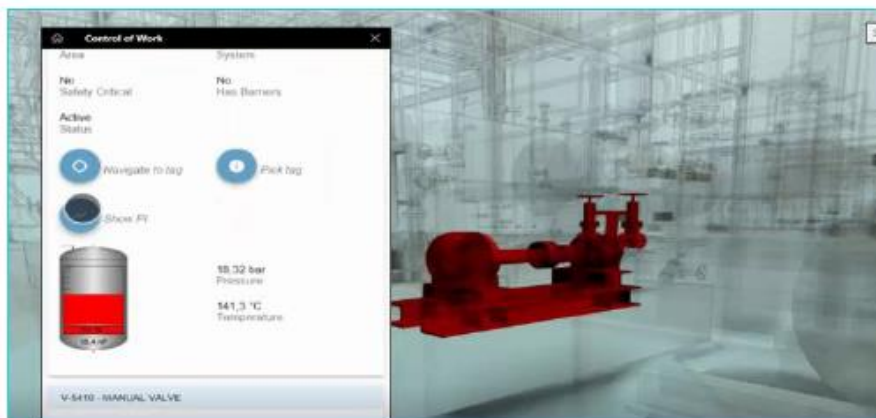 Control of Work
Area System
No No
Safety Critical Has Barriers
Active
Status
Navigate to tag Pick tag
Show PI
18,32 bar
Pressure
141,3 °C
Temperature
V-5410 - MANUAL VALVE